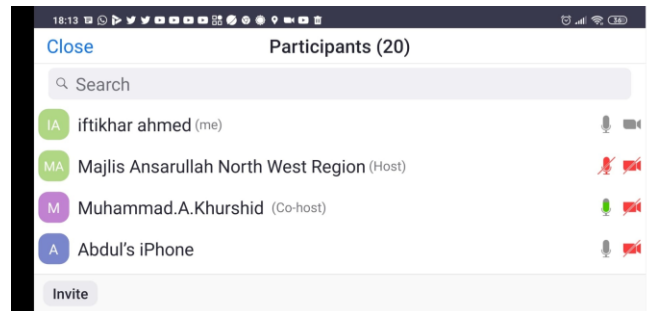 18:13
36
Close Participants (20)
Search
IA iftikhar ahmed (me)
MA Majlis Ansarullah North West Region (Host)
M Muhammad.A.Khurshid (Co-host)
A Abdul's iPhone
Invite